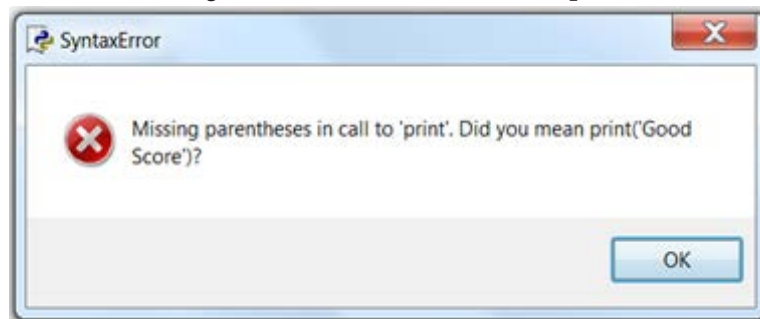 SyntaxError
Missing parentheses in call to 'print'. Did you mean print('Good
Score')?
OK